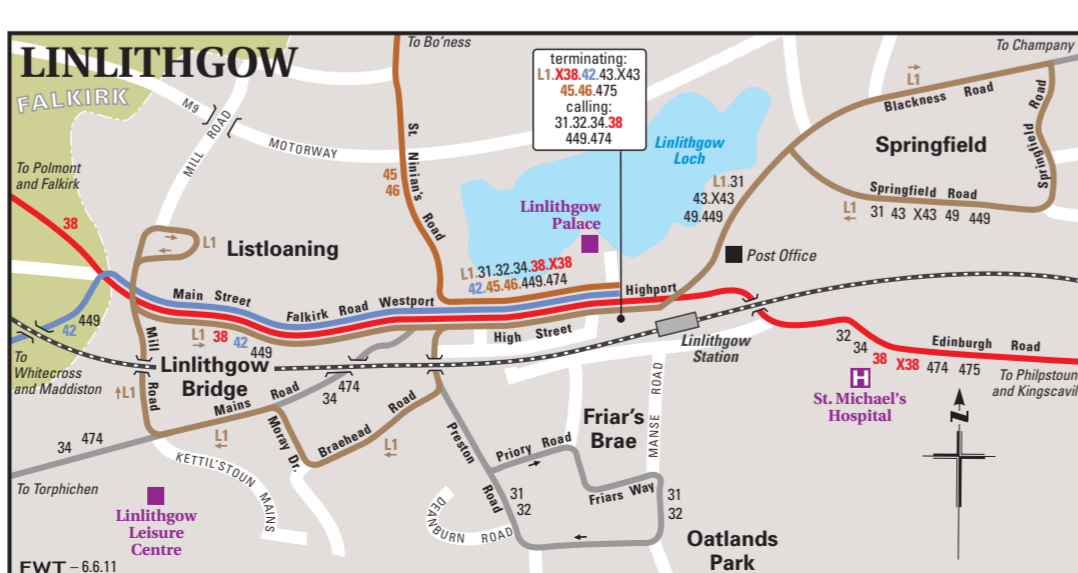 LINLITHGOW
FALKIRK
To Bo'ness
To Champany
terminating:
L1.X38.42.43.X43
45.46.475
calling:
31.32.34.38
449.474
M9
MOTORWAY
MILL ROAD
To Polmont
and Falkirk
38
St. Ninian's Road
45
46
Linlithgow
Loch
L1
→
Blackness Road
Springfield
Springfield Road
Springfield Road
L1 31 43 X43 49 449
←
L1.31
43.X43
49.449
Linlithgow
Palace
Post Office
→
←
L1
Listloaning
L1.31.32.34.38.X38
42.45.46.449.474
Highport
Main Street
Falkirk Road
Westport
High Street
Linlithgow
Station
42
449
To
Whitecross
and Maddiston
L1 38 42 449
→
Mill Road
Linlithgow
Bridge
↑L1
Mains Road
34 474
L1
←
Moray Dr.
Braehead Road
L1
←
34 474
To Torphichen
KETTIL'STOUN MAINS
Linlithgow
Leisure
Centre
Preston Road
Priory Road
→
Friar's
Brae
Friars Way
MANSE ROAD
31
32
31
32
←
DEANBURN ROAD
Oatlands
Park
32
34
38 X38 474 475
Edinburgh Road
H
St. Michael's
Hospital
To Philpstoun
and Kingscavil
N
FWT – 6.6.11